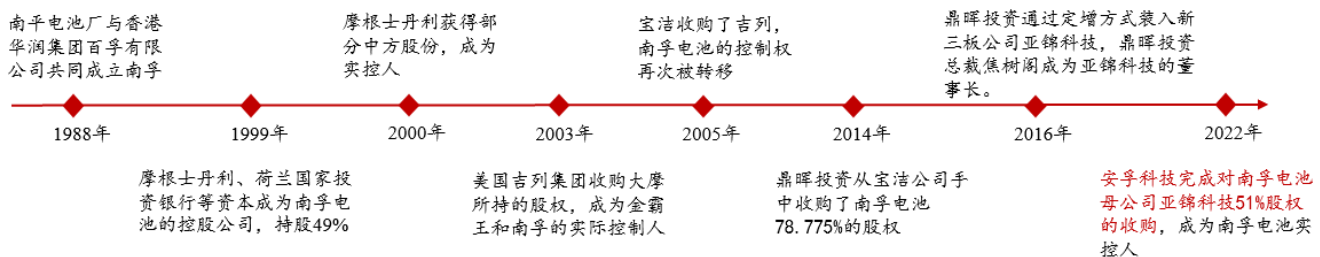 南平电池厂与香港
华润集团百孚有限
公司共同成立南孚
摩根士丹利获得部
分中方股份，成为
实控人
宝洁收购了吉列，
南孚电池的控制权
再次被转移
鼎晖投资通过定增方式装入新
三板公司亚锦科技，鼎晖投资
总裁焦树阁成为亚锦科技的董
事长。
1988年
1999年
2000年
2003年
2005年
2014年
2016年
2022年
摩根士丹利、荷兰国家投
资银行等资本成为南孚电
池的控股公司，持股49%
美国吉列集团收购大摩
所持的股权，成为金霸
王和南孚的实际控制人
鼎晖投资从宝洁公司手
中收购了南孚电池
78.775%的股权
安孚科技完成对南孚电池
母公司亚锦科技51%股权
的收购，成为南孚电池实
控人